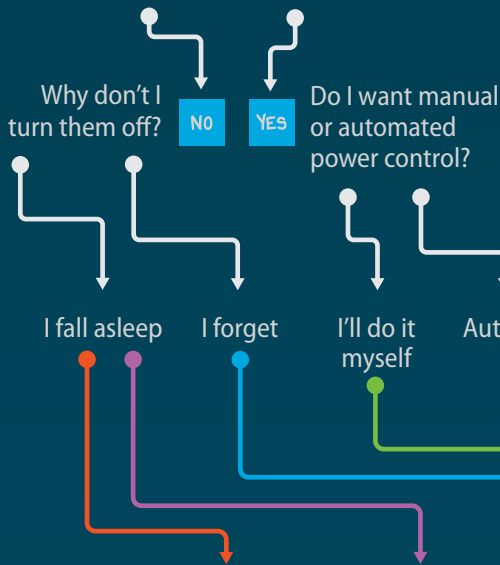 Why don't I
turn them off?
NO
YES
Do I want manual
or automated
power control?
I fall asleep
I forget
I'll do it
myself
Aut